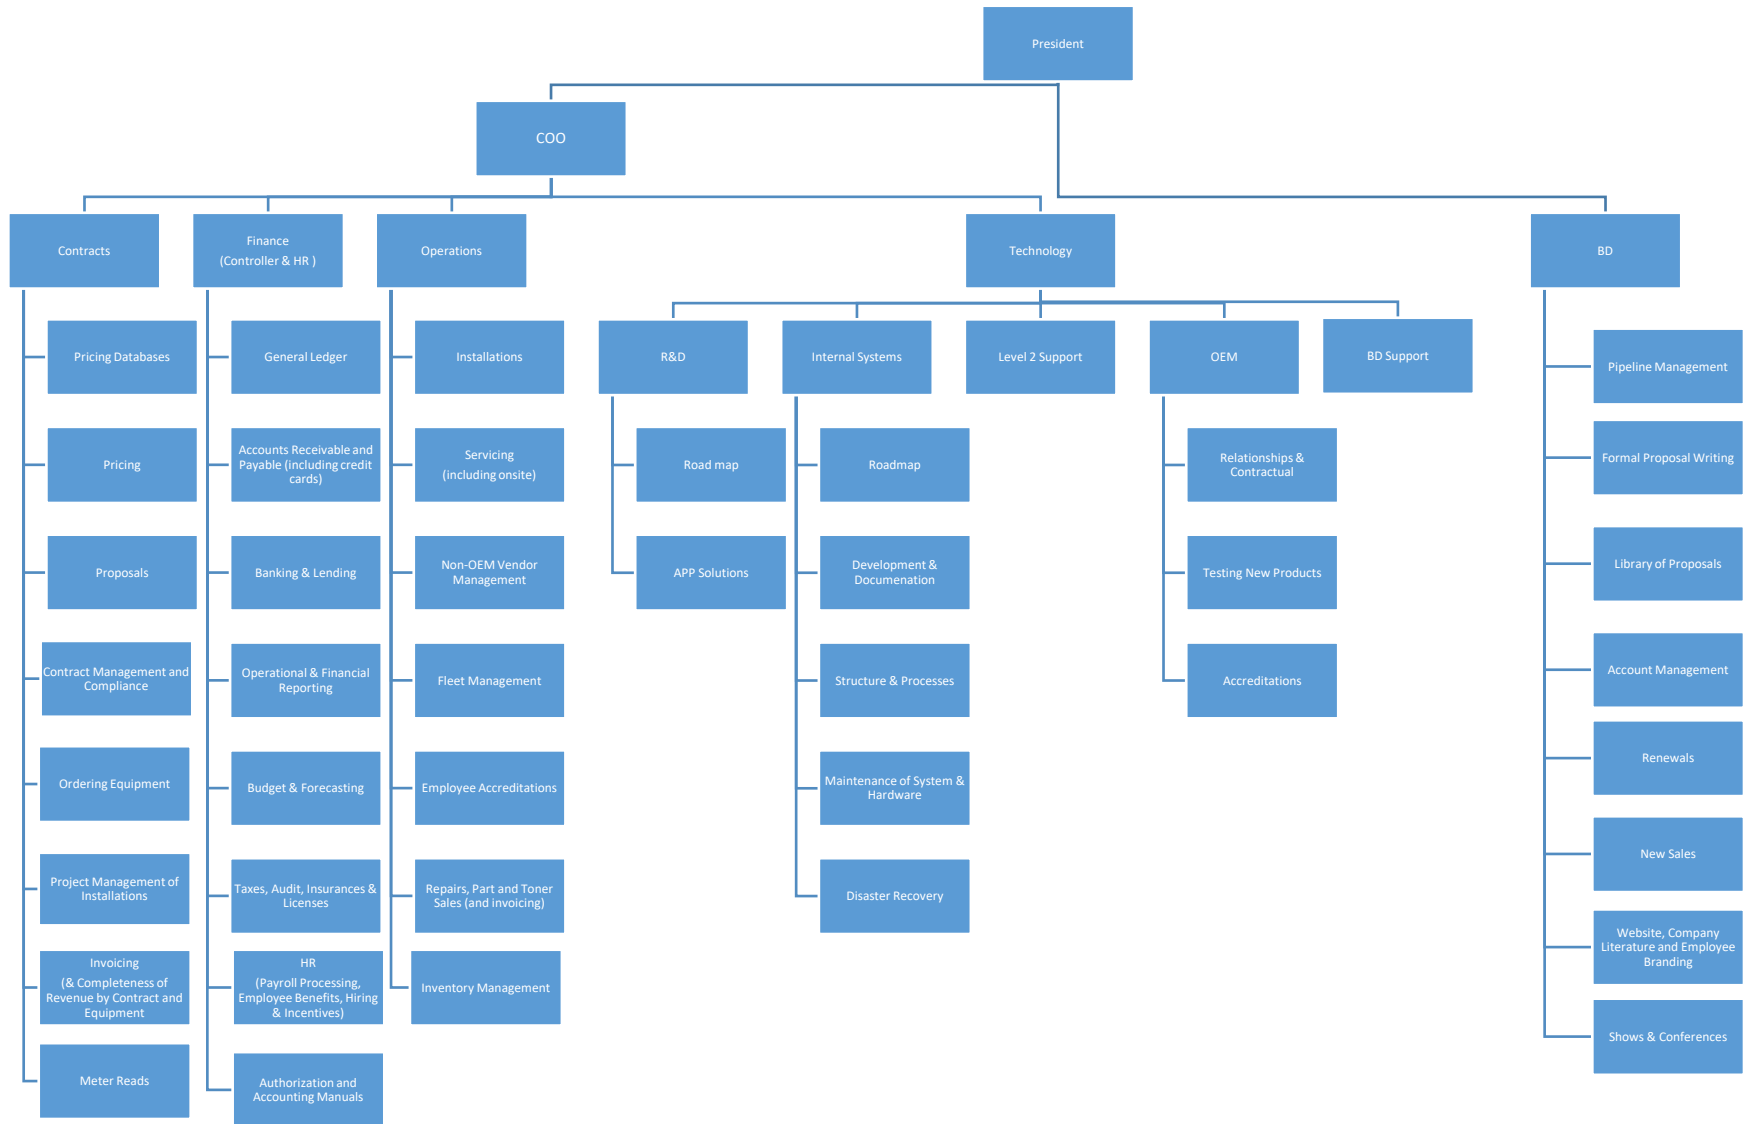 President
COO
Contracts
Finance
(Controller & HR )
Operations
Technology
BD
Pricing Databases
General Ledger
Installations
R&D
Internal Systems
Level 2 Support
OEM
BD Support
Pipeline Management
Pricing
Accounts Receivable and
Payable (including credit
cards)
Servicing
(including onsite)
Road map
Roadmap
Relationships &
Contractual
Formal Proposal Writing
Proposals
Banking & Lending
Non-OEM Vendor
Management
APP Solutions
Development &
Documenation
Testing New Products
Library of Proposals
Contract Management and
Compliance
Operational & Financial
Reporting
Fleet Management
Structure & Processes
Accreditations
Account Management
Ordering Equipment
Budget & Forecasting
Employee Accreditations
Maintenance of System &
Hardware
Renewals
Project Management of
Installations
Taxes, Audit, Insurances &
Licenses
Repairs, Part and Toner
Sales (and invoicing)
Disaster Recovery
New Sales
Invoicing
(& Completeness of
Revenue by Contract and
Equipment
HR
(Payroll Processing,
Employee Benefits, Hiring
& Incentives)
Inventory Management
Website, Company
Literature and Employee
Branding
Meter Reads
Authorization and
Accounting Manuals
Shows & Conferences